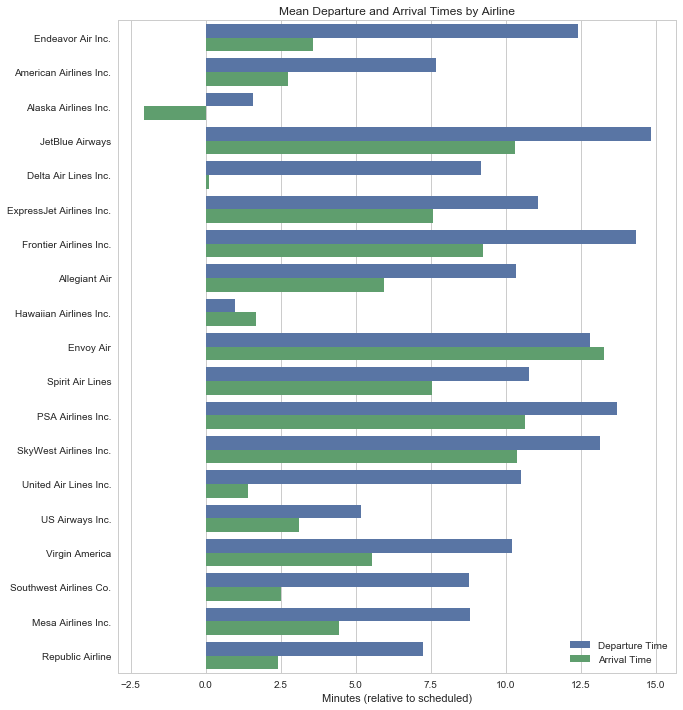 Mean Departure and Arrival Times by Airline
Endeavor Air Inc.
American Airlines Inc.
Alaska Airlines Inc.
JetBlue Airways
Delta Air Lines Inc.
ExpressJet Airlines Inc.
Frontier Airlines Inc.
Allegiant Air
Hawaiian Airlines Inc.
Envoy Air
Spirit Air Lines
PSA Airlines Inc.
SkyWest Airlines Inc.
United Air Lines Inc.
US Airways Inc.
Virgin America
Southwest Airlines Co.
Mesa Airlines Inc.
Republic Airline
Departure Time
Arrival Time
−2.5 0.0 2.5 5.0 7.5 10.0 12.5 15.0
Minutes (relative to scheduled)